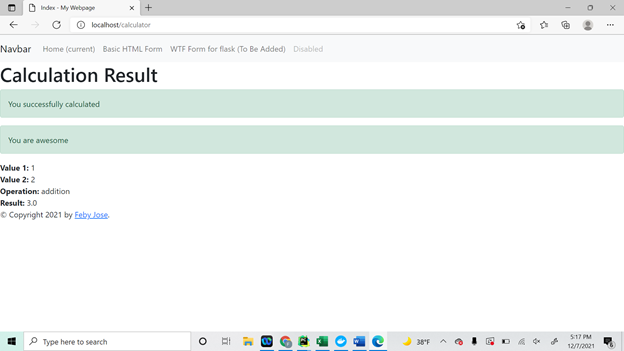 Index - My Webpage
localhost/calculator
Navbar Home (current) Basic HTML Form WTF Form for flask (To Be Added) Disabled
Calculation Result
You successfully calculated
You are awesome
Value 1: 1
Value 2: 2
Operation: addition
Result: 3.0
© Copyright 2021 by Feby Jose.
Type here to search
38°F
5:17 PM
12/7/2021